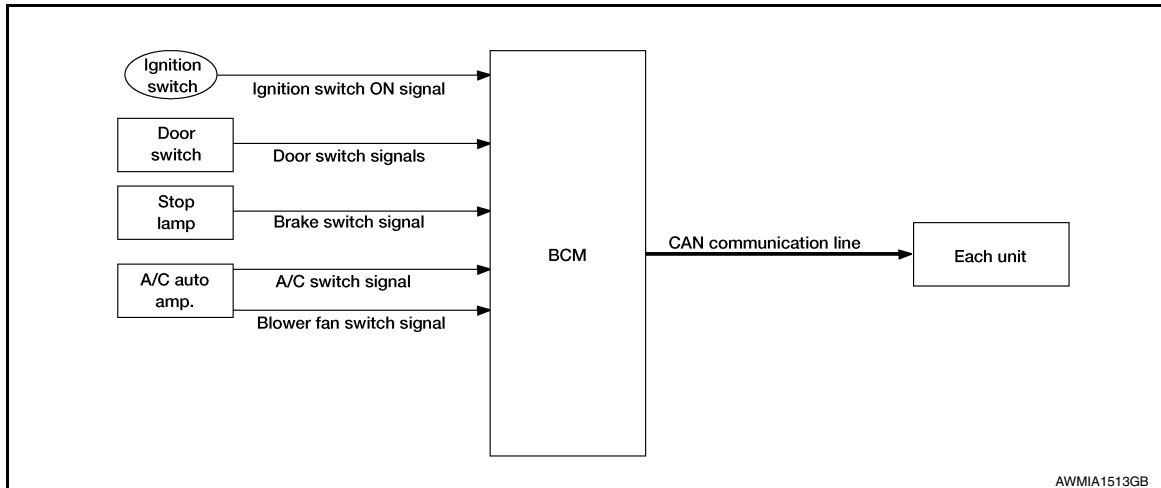 Ignition
switch
Ignition switch ON signal
Door
switch
Door switch signals
Stop
lamp
Brake switch signal
A/C auto
amp.
A/C switch signal
Blower fan switch signal
BCM
CAN communication line
Each unit
AWMIA1513GB